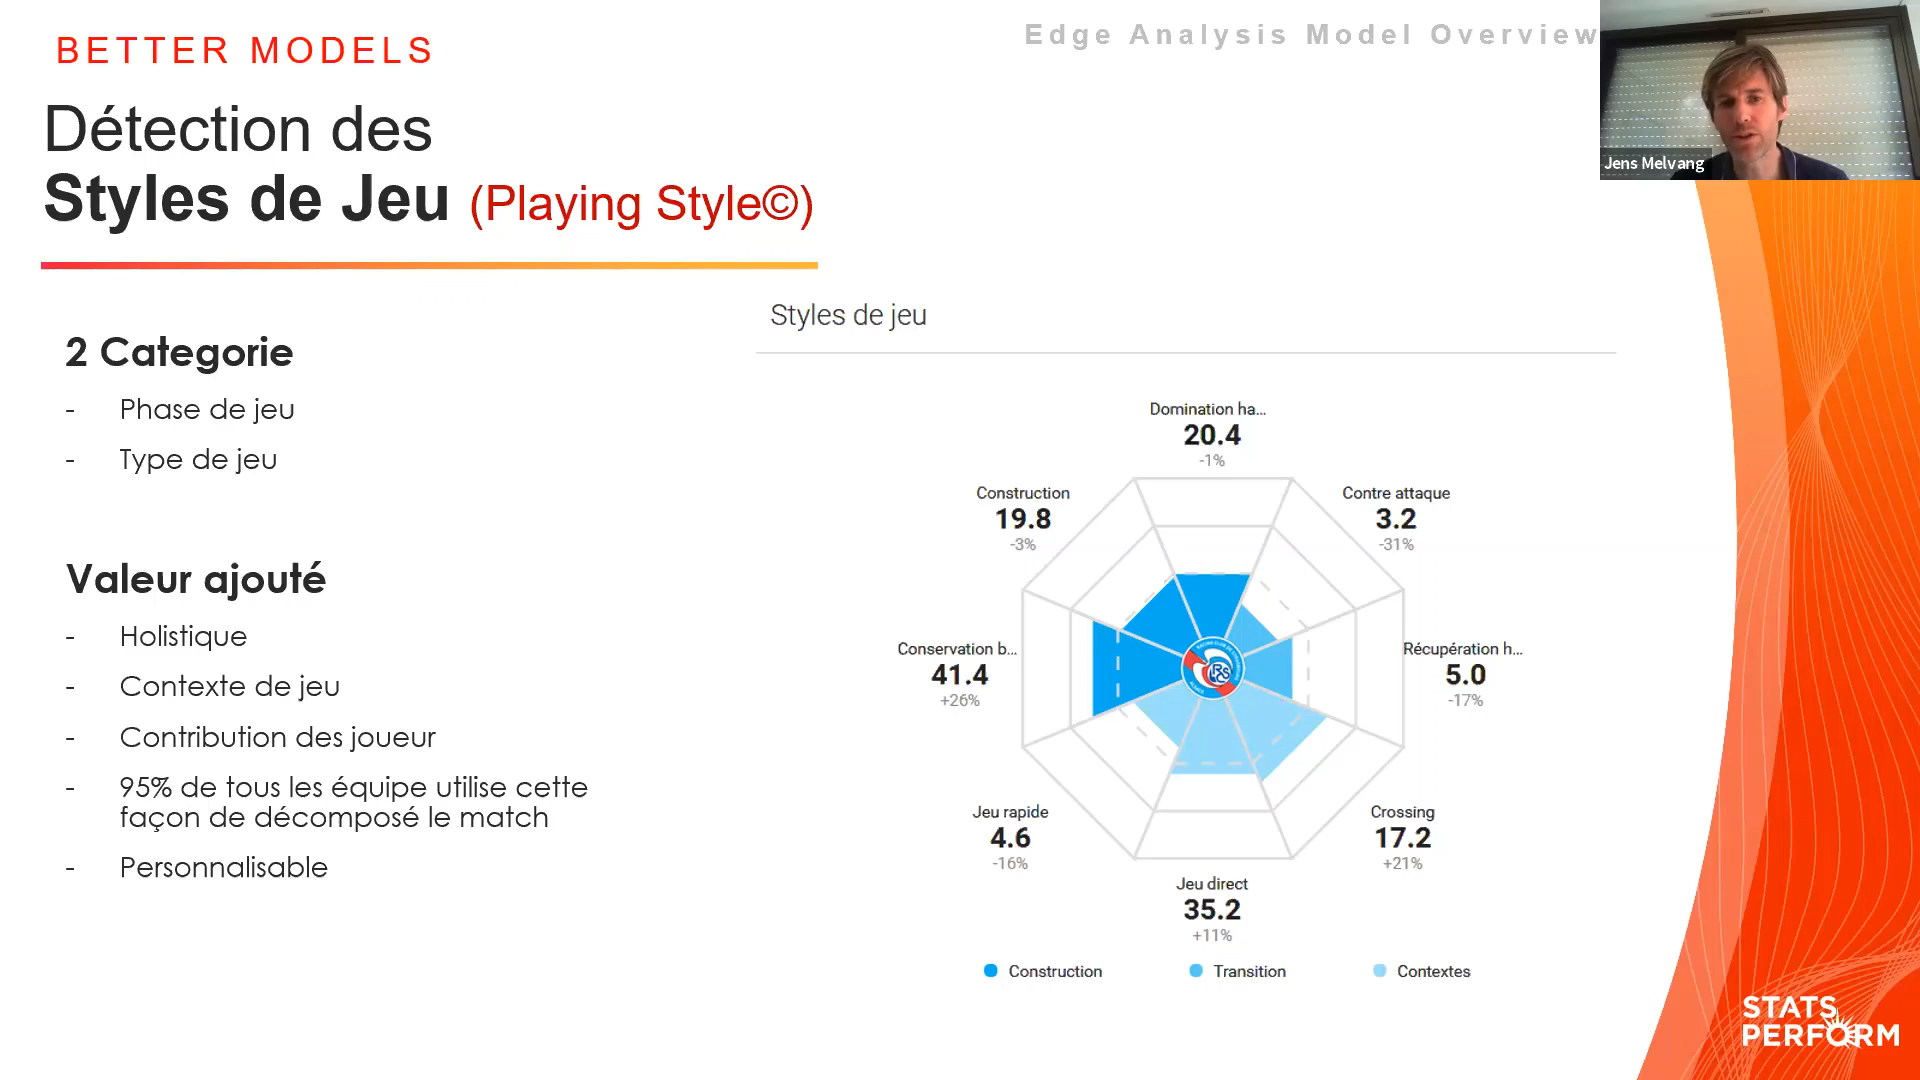 BETTER MODELS
Edge Analysis Model Overview
Jens Melvang
Détection des
Styles de Jeu (Playing Style©)
2 Categorie
- Phase de jeu
- Type de jeu
Valeur ajouté
- Holistique
- Contexte de jeu
- Contribution des joueur
- 95% de tous les équipe utilise cette
façon de décomposé le match
- Personnalisable
Styles de jeu
Domination ha...
20.4
-1%
Construction
19.8
-3%
Contre attaque
3.2
-31%
Conservation b...
41.4
+26%
Récupération h...
5.0
-17%
Jeu rapide
4.6
-16%
Crossing
17.2
+21%
Jeu direct
35.2
+11%
Construction
Transition
Contextes
STATS
PERFORM